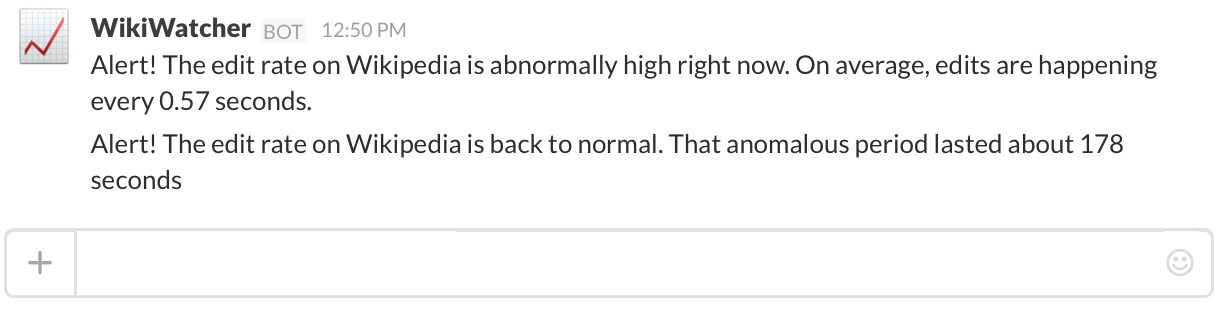 WikiWatcher BOT 12:50 PM
Alert! The edit rate on Wikipedia is abnormally high right now. On average, edits are happening
every 0.57 seconds.
Alert! The edit rate on Wikipedia is back to normal. That anomalous period lasted about 178
seconds